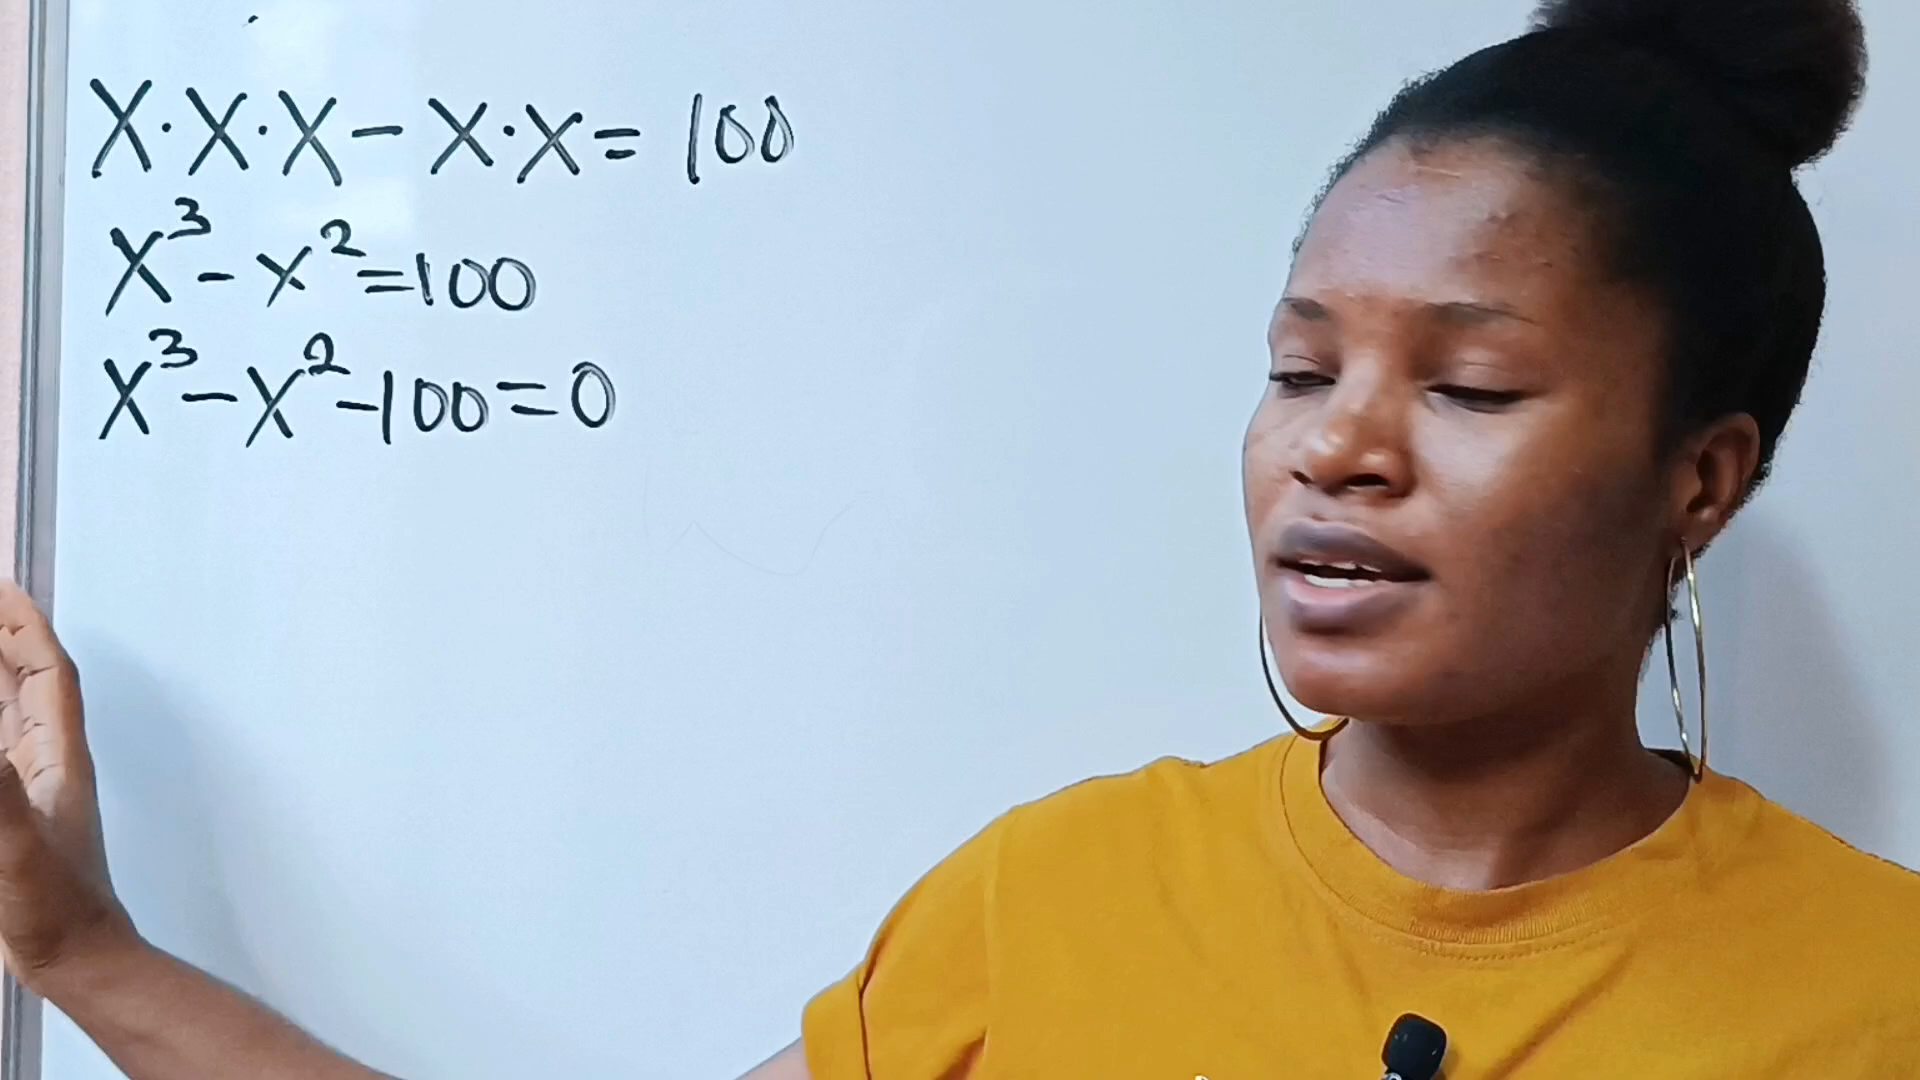 X·X·X - X·X = 100
X³ - X² = 100
X³ - X² - 100 = 0